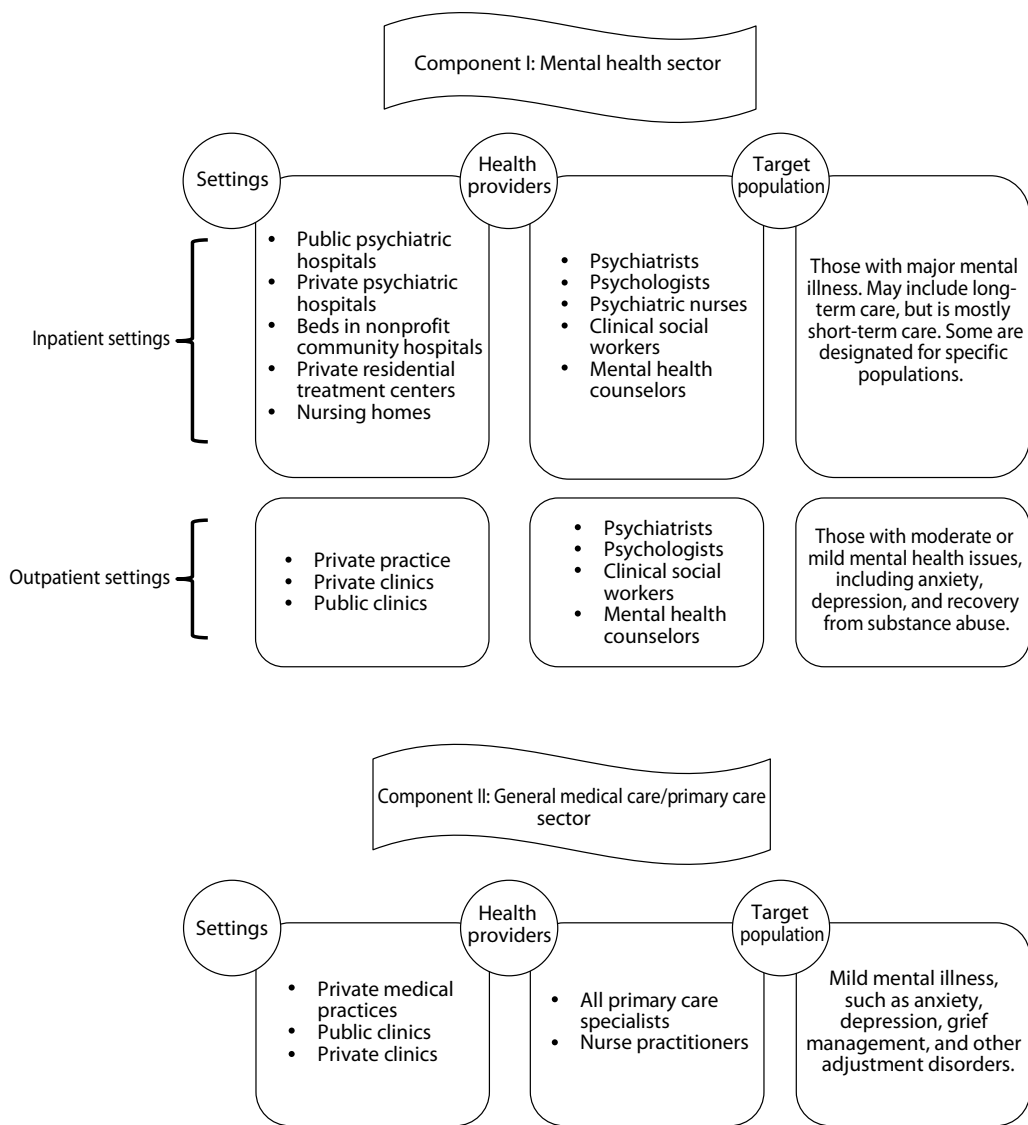 Component I: Mental health sector
Settings
Health
providers
Target
population
Inpatient settings
• Public psychiatric
hospitals
• Private psychiatric
hospitals
• Beds in nonprofit
community hospitals
• Private residential
treatment centers
• Nursing homes
• Psychiatrists
• Psychologists
• Psychiatric nurses
• Clinical social
workers
• Mental health
counselors
Those with major mental
illness. May include long-
term care, but is mostly
short-term care. Some are
designated for specific
populations.
Outpatient settings
• Private practice
• Private clinics
• Public clinics
• Psychiatrists
• Psychologists
• Clinical social
workers
• Mental health
counselors
Those with moderate or
mild mental health issues,
including anxiety,
depression, and recovery
from substance abuse.
Component II: General medical care/primary care
sector
Settings
Health
providers
Target
population
• Private medical
practices
• Public clinics
• Private clinics
• All primary care
specialists
• Nurse practitioners
Mild mental illness,
such as anxiety,
depression, grief
management, and other
adjustment disorders.